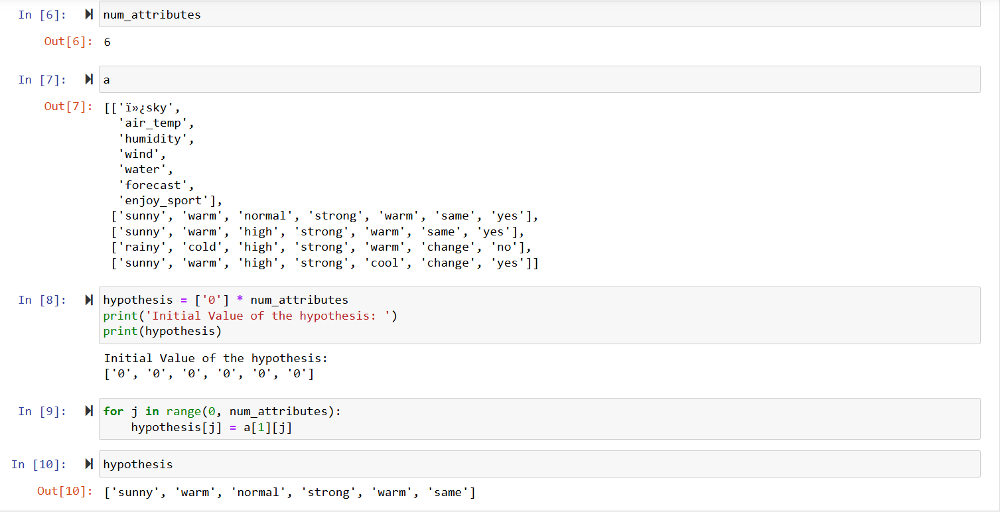 In [6]: num_attributes
Out[6]: 6
In [7]: a
Out[7]: [['ï»¿sky',
'air_temp',
'humidity',
'wind',
'water',
'forecast',
'enjoy_sport'],
['sunny', 'warm', 'normal', 'strong', 'warm', 'same', 'yes'],
['sunny', 'warm', 'high', 'strong', 'warm', 'same', 'yes'],
['rainy', 'cold', 'high', 'strong', 'warm', 'change', 'no'],
['sunny', 'warm', 'high', 'strong', 'cool', 'change', 'yes']]
In [8]: hypothesis = ['0'] * num_attributes
print('Initial Value of the hypothesis: ')
print(hypothesis)
Initial Value of the hypothesis:
['0', '0', '0', '0', '0', '0']
In [9]: for j in range(0, num_attributes):
hypothesis[j] = a[1][j]
In [10]: hypothesis
Out[10]: ['sunny', 'warm', 'normal', 'strong', 'warm', 'same']